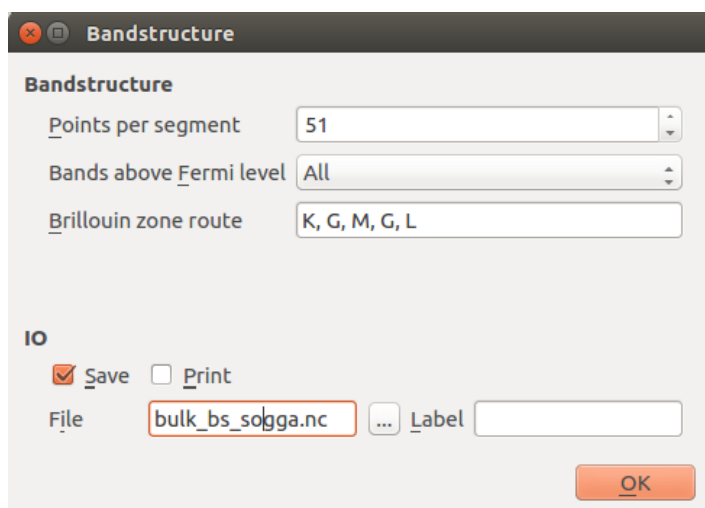 Bandstructure
Bandstructure
Points per segment 51
Bands above Fermi level All
Brillouin zone route K, G, M, G, L
IO
Save Print
File bulk_bs_sogga.nc ... Label
OK